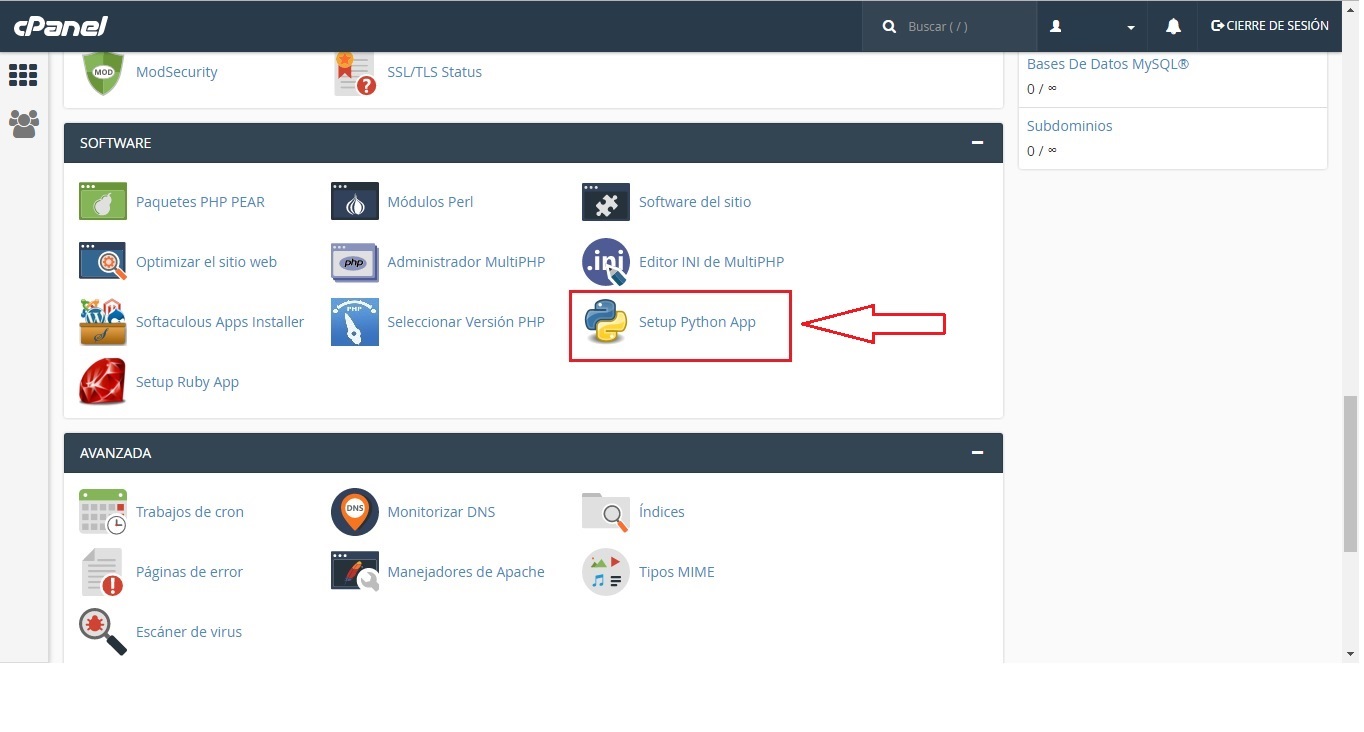 cPanel
Buscar ( / )
CIERRE DE SESIÓN
MOD
ModSecurity
SSL/TLS Status
Bases De Datos MySQL®
0 / ∞
Subdominios
0 / ∞
SOFTWARE
Paquetes PHP PEAR
Módulos Perl
Software del sitio
Optimizar el sitio web
php
Administrador MultiPHP
.ini
Editor INI de MultiPHP
Softaculous Apps Installer
PHP
Seleccionar Versión PHP
Setup Python App
Setup Ruby App
AVANZADA
Trabajos de cron
DNS
Monitorizar DNS
Índices
Páginas de error
Manejadores de Apache
Tipos MIME
Escáner de virus